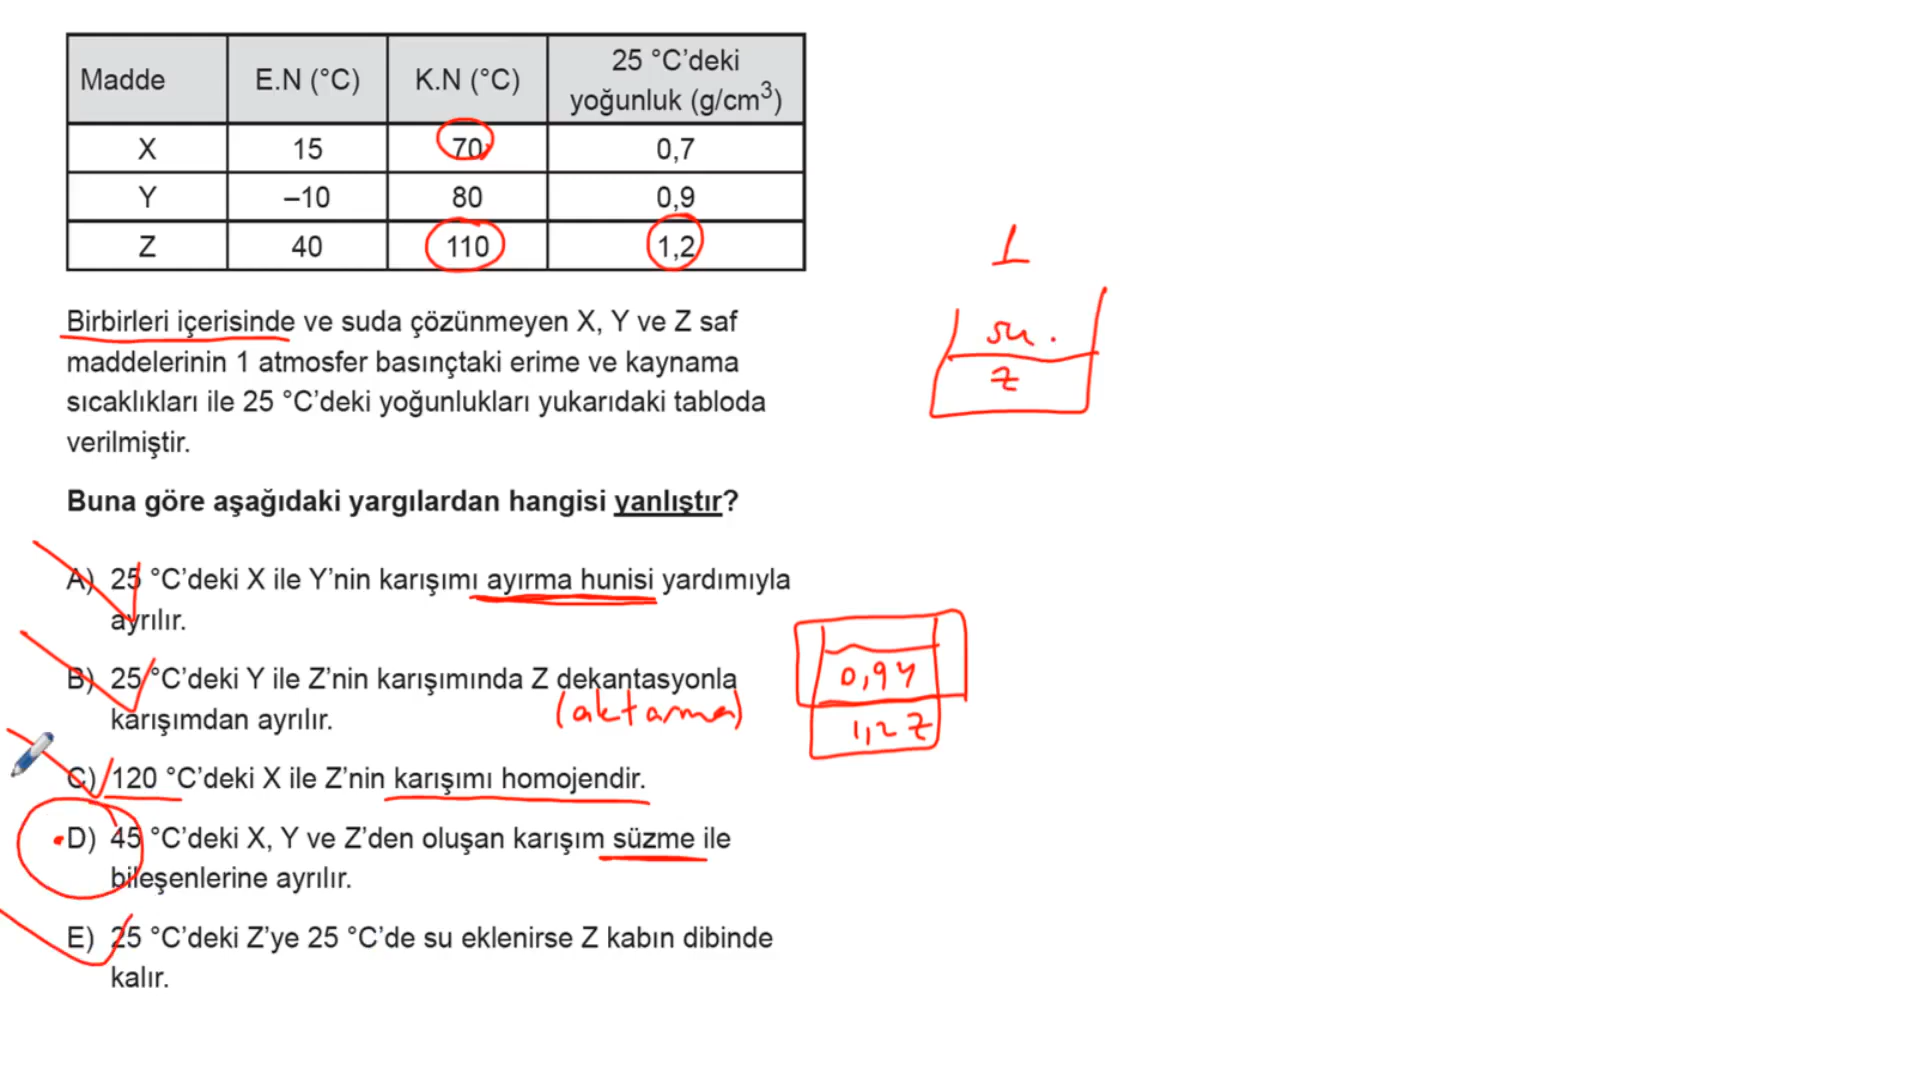 Madde E.N (°C) K.N (°C) 25 °C’deki yoğunluk (g/cm³)
X 15 70 0,7
Y –10 80 0,9
Z 40 110 1,2
Birbirleri içerisinde ve suda çözünmeyen X, Y ve Z saf
maddelerinin 1 atmosfer basınçtaki erime ve kaynama
sıcaklıkları ile 25 °C’deki yoğunlukları yukarıdaki tabloda
verilmiştir.
1
su.
Z
Buna göre aşağıdaki yargılardan hangisi yanlıştır?
A) 25 °C’deki X ile Y’nin karışımı ayırma hunisi yardımıyla
ayrılır.
B) 25 °C’deki Y ile Z’nin karışımında Z dekantasyonla
karışımdan ayrılır.
(aktarma)
0,9 Y
1,2 Z
C) 120 °C’deki X ile Z’nin karışımı homojendir.
D) 45 °C’deki X, Y ve Z’den oluşan karışım süzme ile
bileşenlerine ayrılır.
E) 25 °C’deki Z’ye 25 °C’de su eklenirse Z kabın dibinde
kalır.